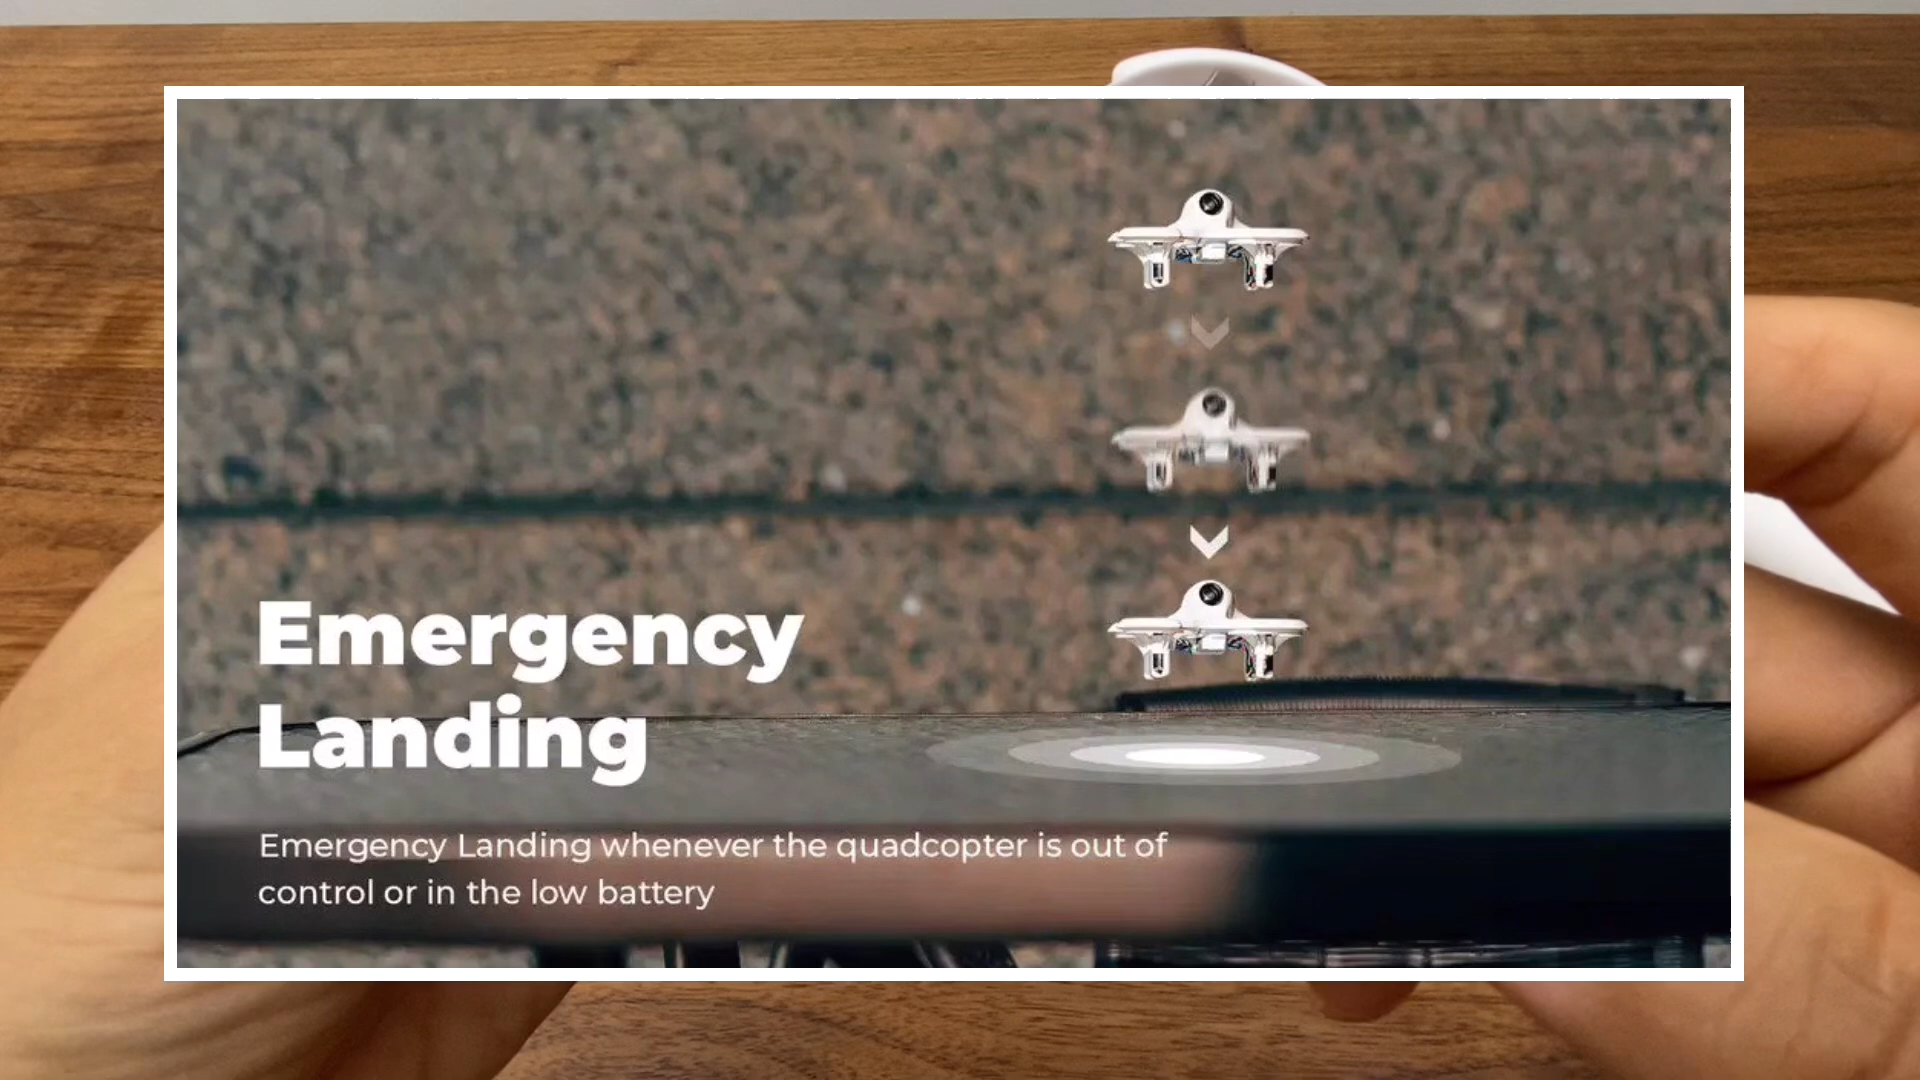 Emergency
Landing
Emergency Landing whenever the quadcopter is out of
control or in the low battery